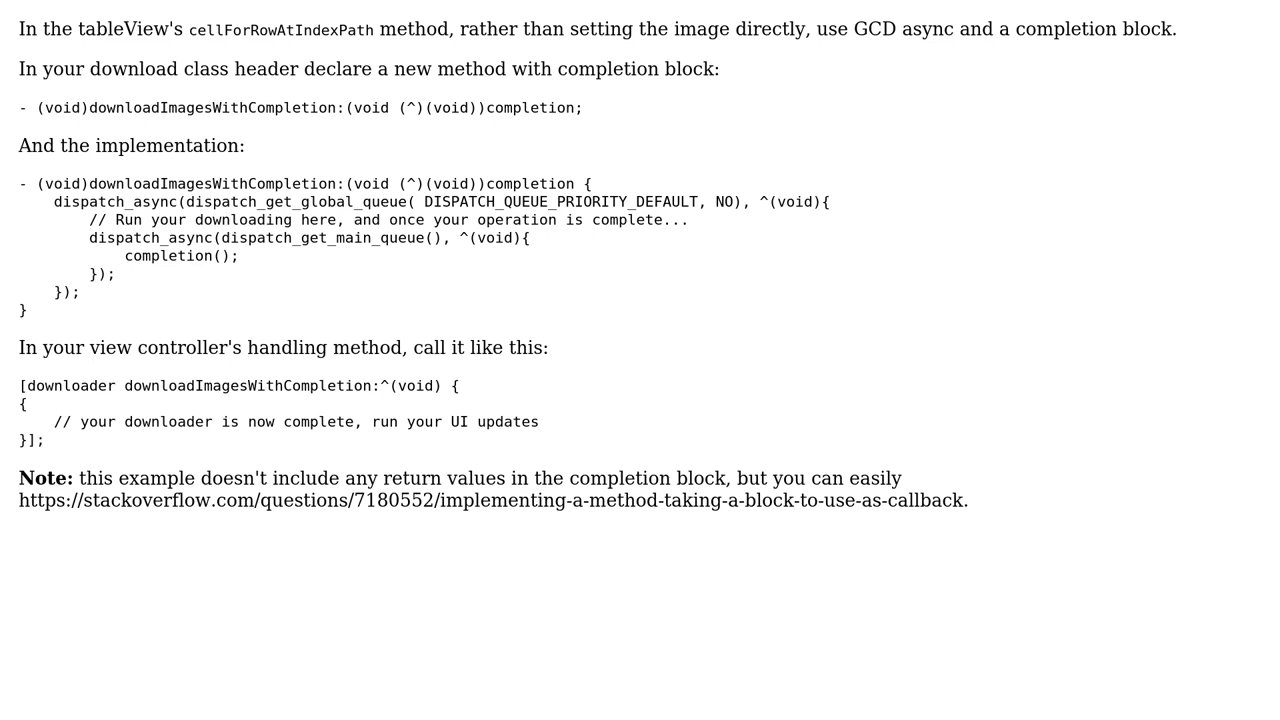 In the tableView's cellForRowAtIndexPath method, rather than setting the image directly, use GCD async and a completion block.
In your download class header declare a new method with completion block:
- (void)downloadImagesWithCompletion:(void (^)(void))completion;
And the implementation:
- (void)downloadImagesWithCompletion:(void (^)(void))completion {
    dispatch_async(dispatch_get_global_queue( DISPATCH_QUEUE_PRIORITY_DEFAULT, NO), ^(void){
        // Run your downloading here, and once your operation is complete...
        dispatch_async(dispatch_get_main_queue(), ^(void){
            completion();
        });
    });
}
In your view controller's handling method, call it like this:
[downloader downloadImagesWithCompletion:^(void) {
{
    // your downloader is now complete, run your UI updates
}];
Note: this example doesn't include any return values in the completion block, but you can easily
https://stackoverflow.com/questions/7180552/implementing-a-method-taking-a-block-to-use-as-callback.